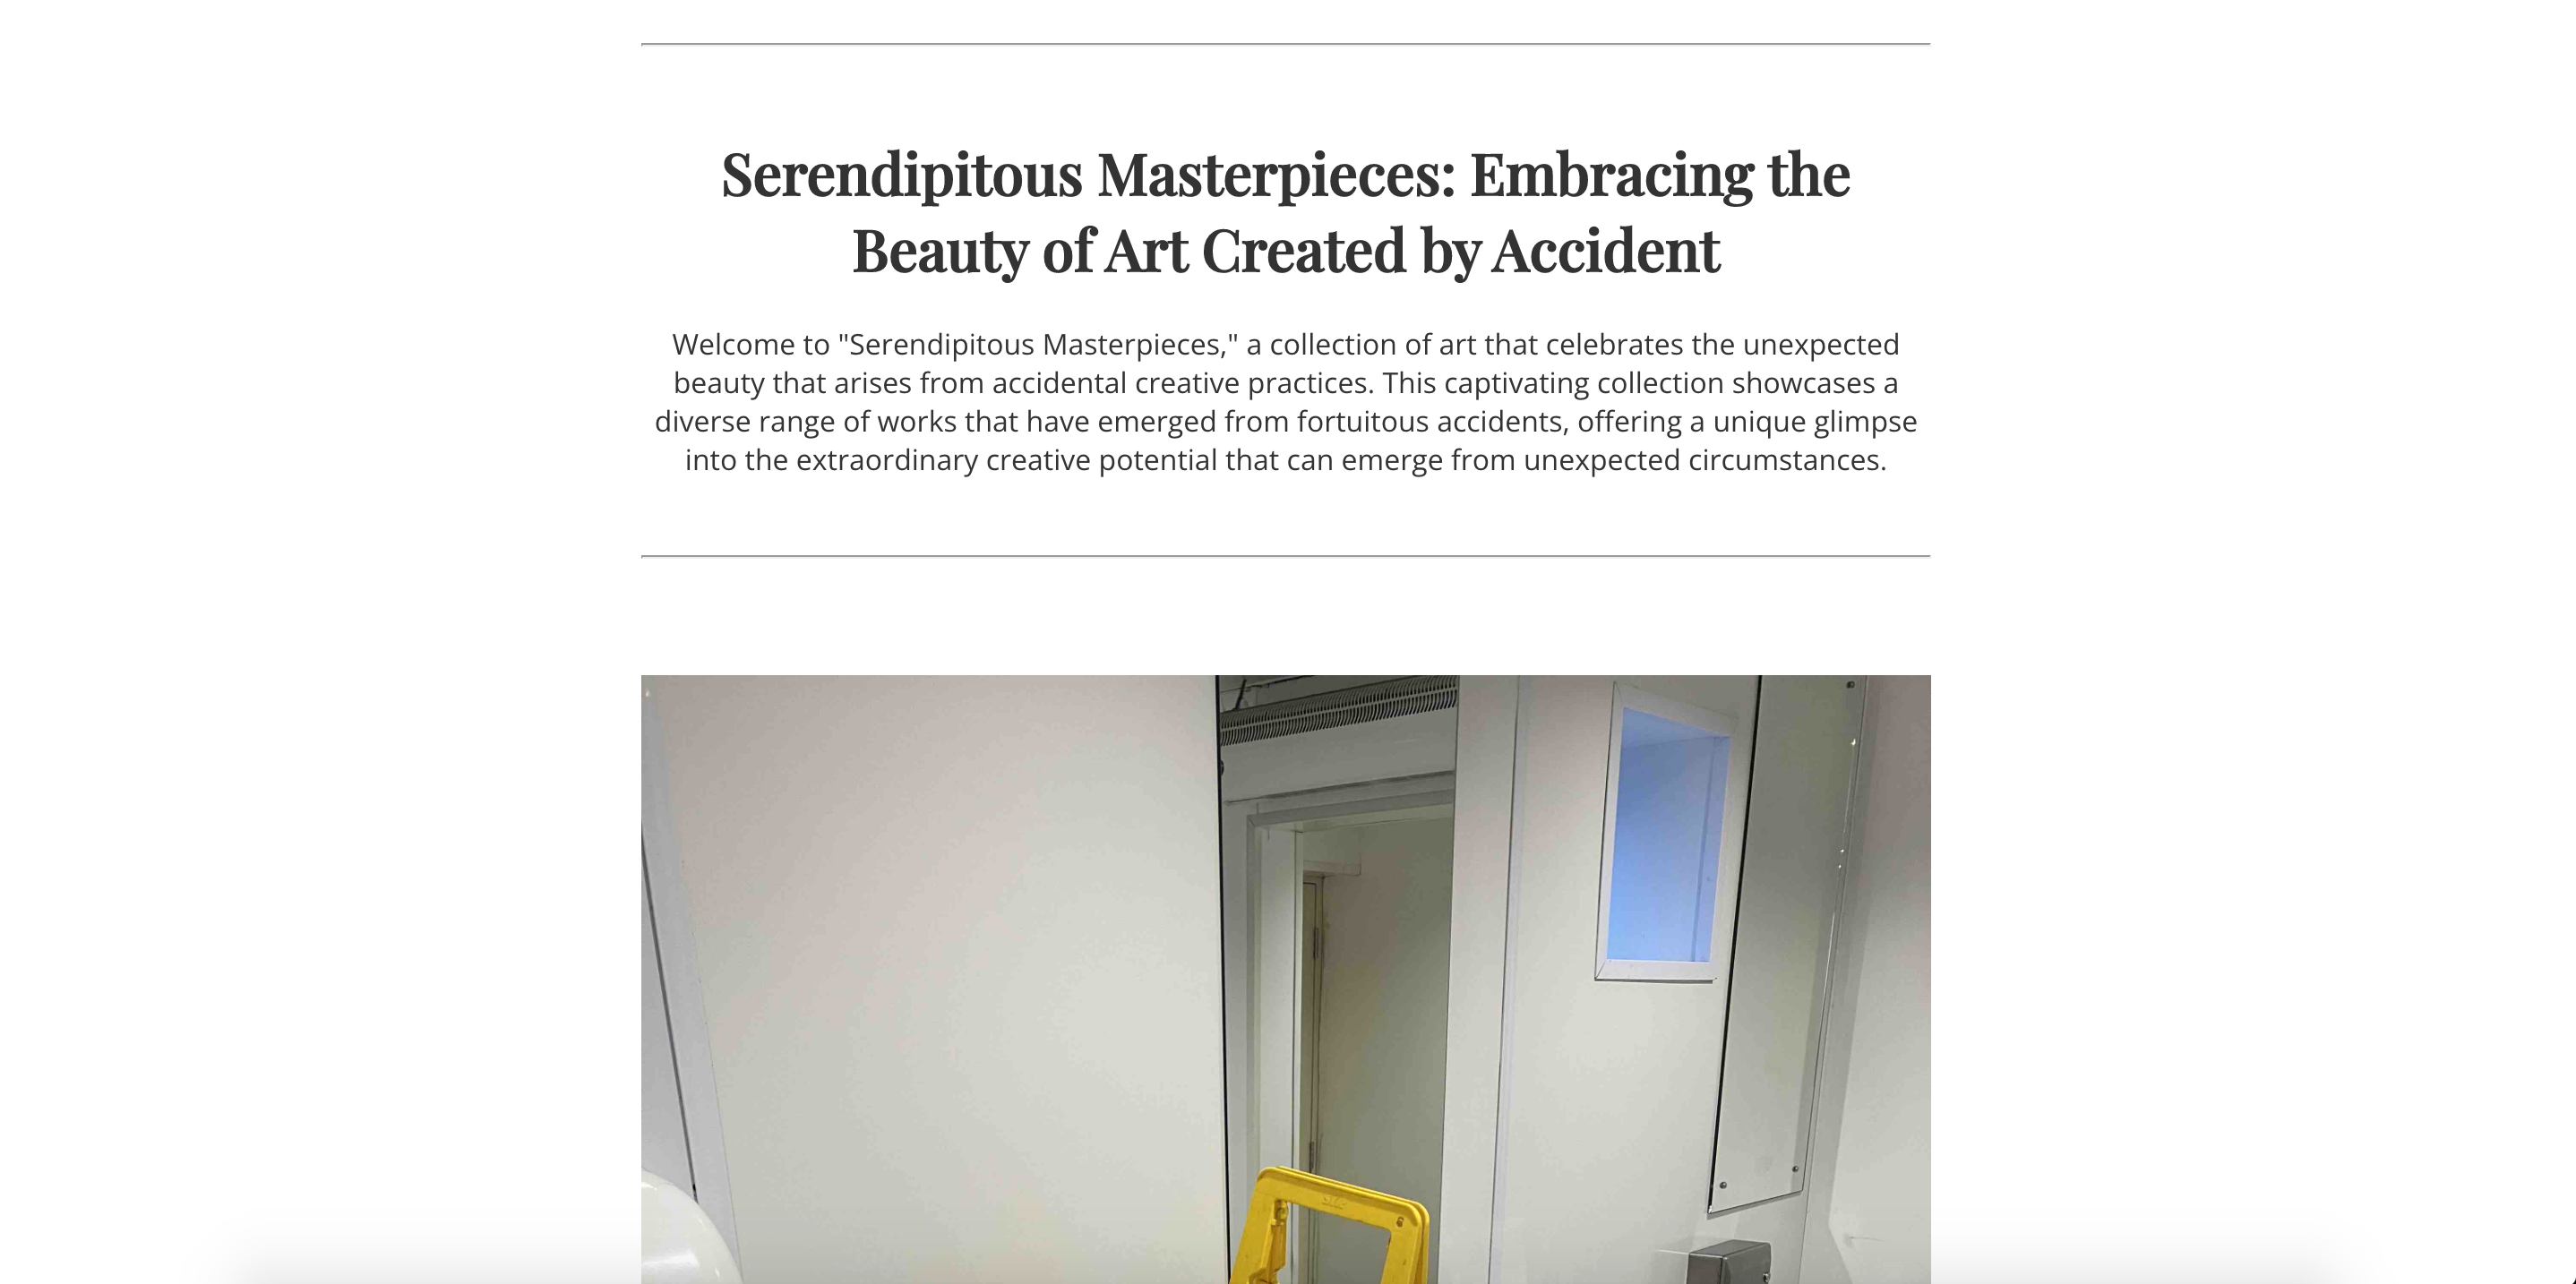 Serendipitous Masterpieces: Embracing the
Beauty of Art Created by Accident
Welcome to "Serendipitous Masterpieces," a collection of art that celebrates the unexpected
beauty that arises from accidental creative practices. This captivating collection showcases a
diverse range of works that have emerged from fortuitous accidents, offering a unique glimpse
into the extraordinary creative potential that can emerge from unexpected circumstances.